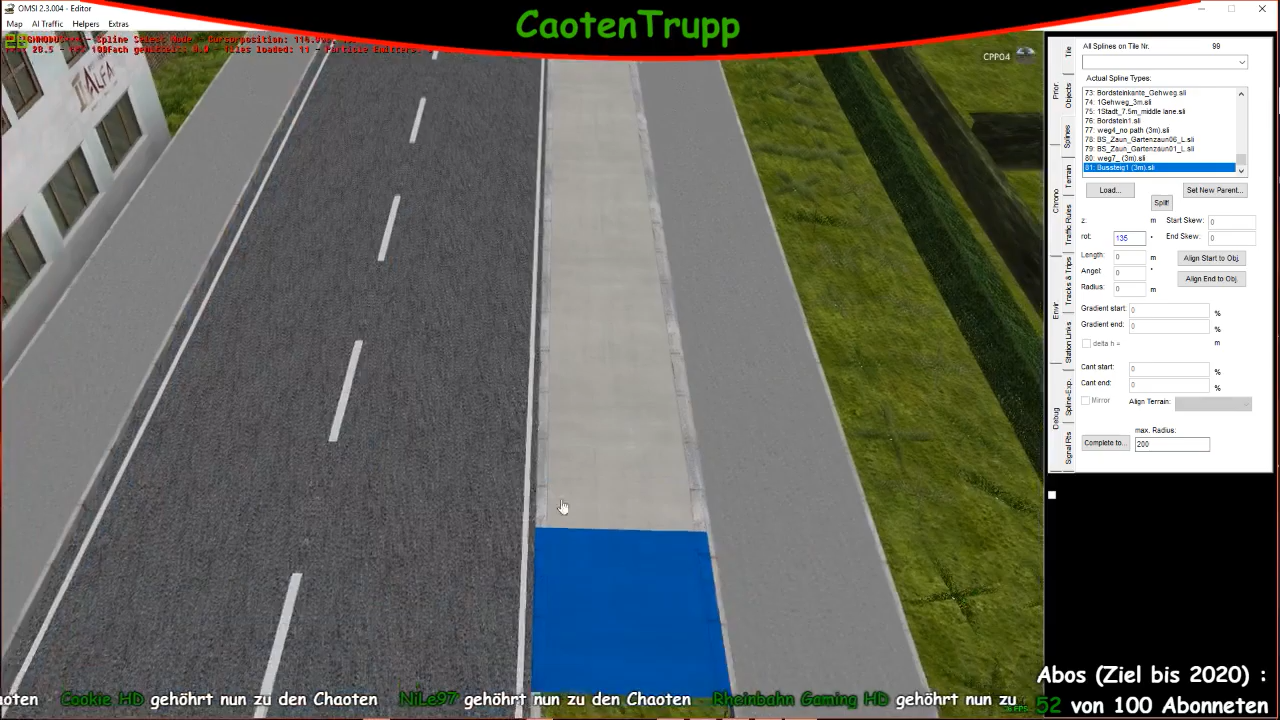 OMSI 2.3.004 - Editor
Map AI Traffic Helpers Extras
CaotenTrupp
CPP04
ALFA
All Splines on Tile Nr. 99
Actual Spline Types:
73: Bordsteinkante_Gehweg.sli
74: 1Gehweg_3m.sli
75: 1Stadt_7.5m_middle lane.sli
76: Bordstein1.sli
77: weg4_no path (3m).sli
78: BS_Zaun_Gartenzaun06_L.sli
79: BS_Zaun_Gartenzaun01_L.sli
80: weg7_ (3m).sli
81: Bussteig1 (3m).sli
Load... Set New Parent...
Split!
z: m Start Skew: 0
rot: 135 ° End Skew: 0
Length: 0 m Align Start to Obj.
Angel: 0 °
Align End to Obj.
Radius: 0 m
Gradient start: 0 %
Gradient end: 0 %
delta h = m
Cant start: 0 %
Cant end: 0 %
Mirror Align Terrain:
max. Radius:
Complete to... 200
Tile
Objects
Splines
Terrain
Traffic Rules
Tracks & Trips
Station Links
Spline-Exp.
Signal Rts
Prior.
Chrono
Envir
Debug
Abos (Ziel bis 2020) :
52 von 100 Abonneten
aoten Cookie HD gehöhrt nun zu den Chaoten NiLe97 gehöhrt nun zu den Chaoten Rheinbahn Gaming HD gehöhrt nun zu